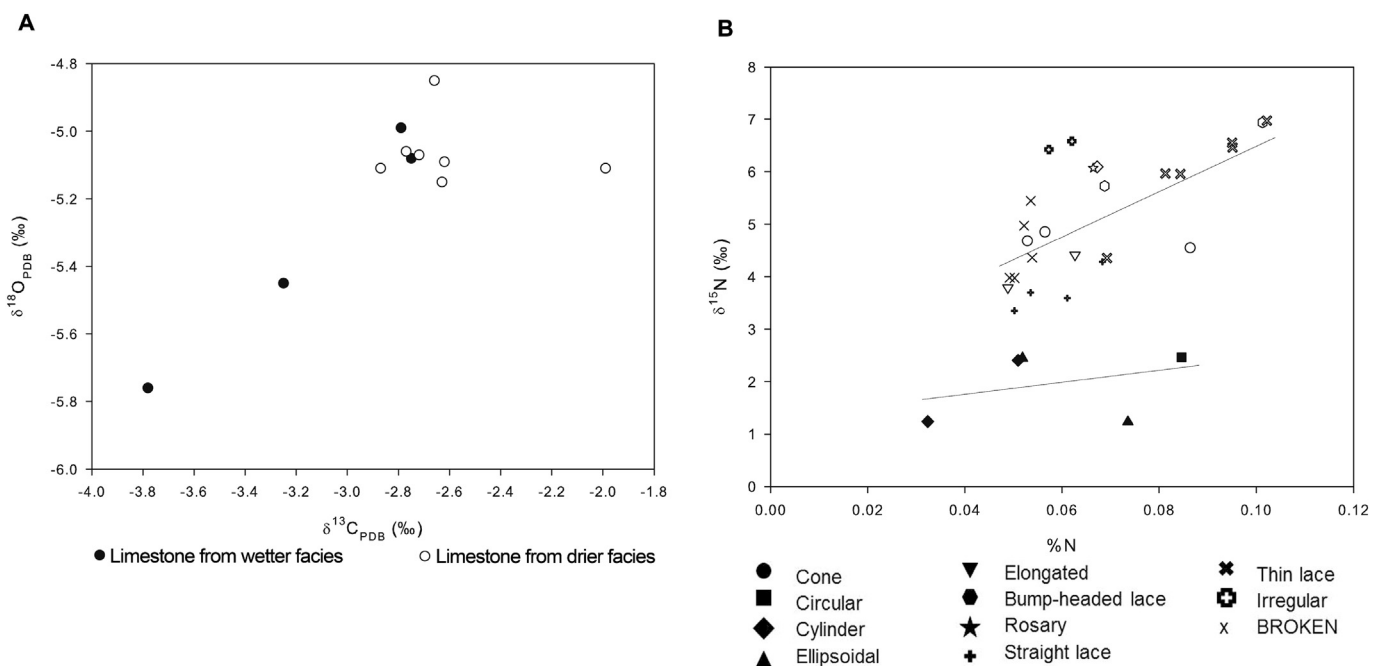 A
-4.8
-5.0
-5.2
-5.4
-5.6
-5.8
-6.0
δ18OPDB (‰)
-4.0 -3.8 -3.6 -3.4 -3.2 -3.0 -2.8 -2.6 -2.4 -2.2 -2.0 -1.8
δ13CPDB (‰)
Limestone from wetter facies Limestone from drier facies
B
8
7
6
5
4
3
2
1
0
δ15N (‰)
0.00 0.02 0.04 0.06 0.08 0.10 0.12
%N
Cone
Circular
Cylinder
Ellipsoidal
Elongated
Bump-headed lace
Rosary
Straight lace
Thin lace
Irregular
BROKEN